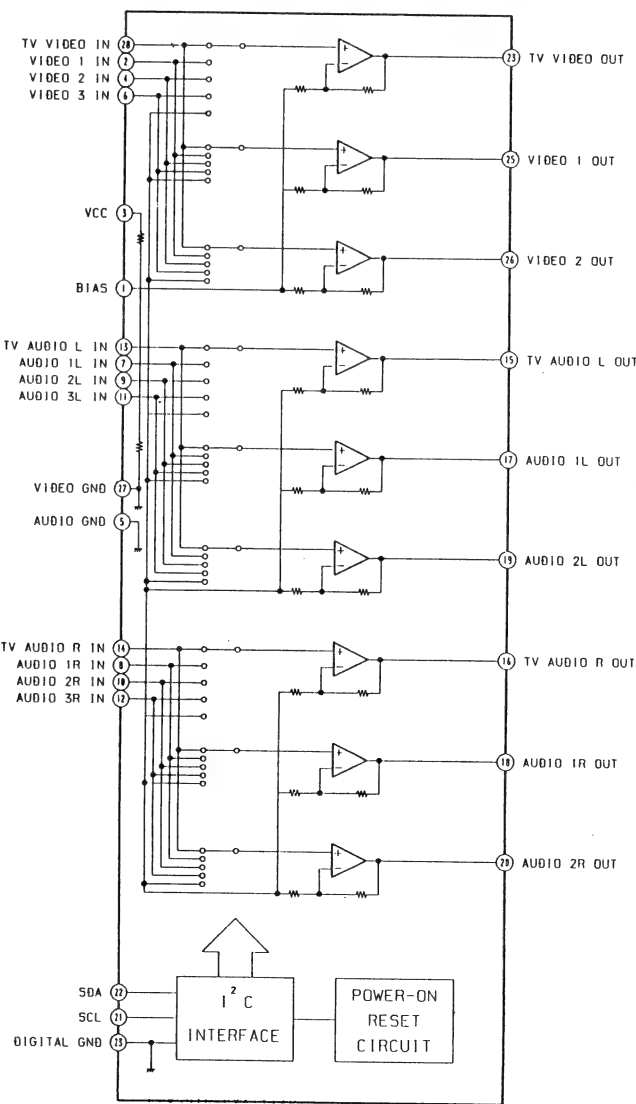 TV VIDEO IN 28
23 TV VIDEO OUT
VIDEO 1 IN 2
VIDEO 2 IN 4
VIDEO 3 IN 6
25 VIDEO 1 OUT
VCC 3
26 VIDEO 2 OUT
BIAS 1
TV AUDIO L IN 13
15 TV AUDIO L OUT
AUDIO 1L IN 7
AUDIO 2L IN 9
AUDIO 3L IN 11
17 AUDIO 1L OUT
VIDEO GND 27
AUDIO GND 5
19 AUDIO 2L OUT
TV AUDIO R IN 14
16 TV AUDIO R OUT
AUDIO 1R IN 8
AUDIO 2R IN 10
AUDIO 3R IN 12
18 AUDIO 1R OUT
20 AUDIO 2R OUT
SDA 22
SCL 21
DIGITAL GND 23
I² C
INTERFACE
POWER-ON
RESET
CIRCUIT